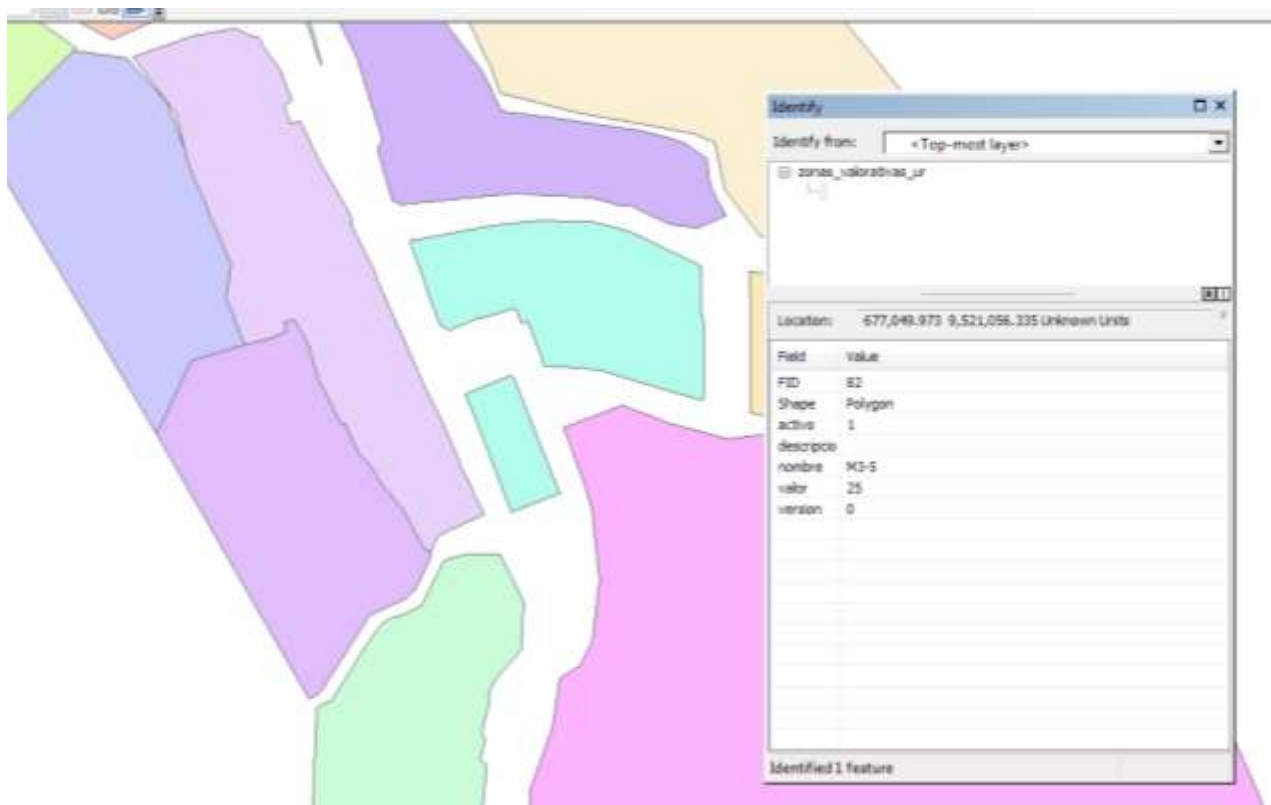 Identify
Identify from: <Top-most layer>
zonas_valorativas_ur
Location: 677,049.973 9,521,056.335 Unknown Units
Field Value
FID 82
Shape Polygon
activo 1
descripcio
nombre M3-5
valor 25
version 0
Identified 1 feature